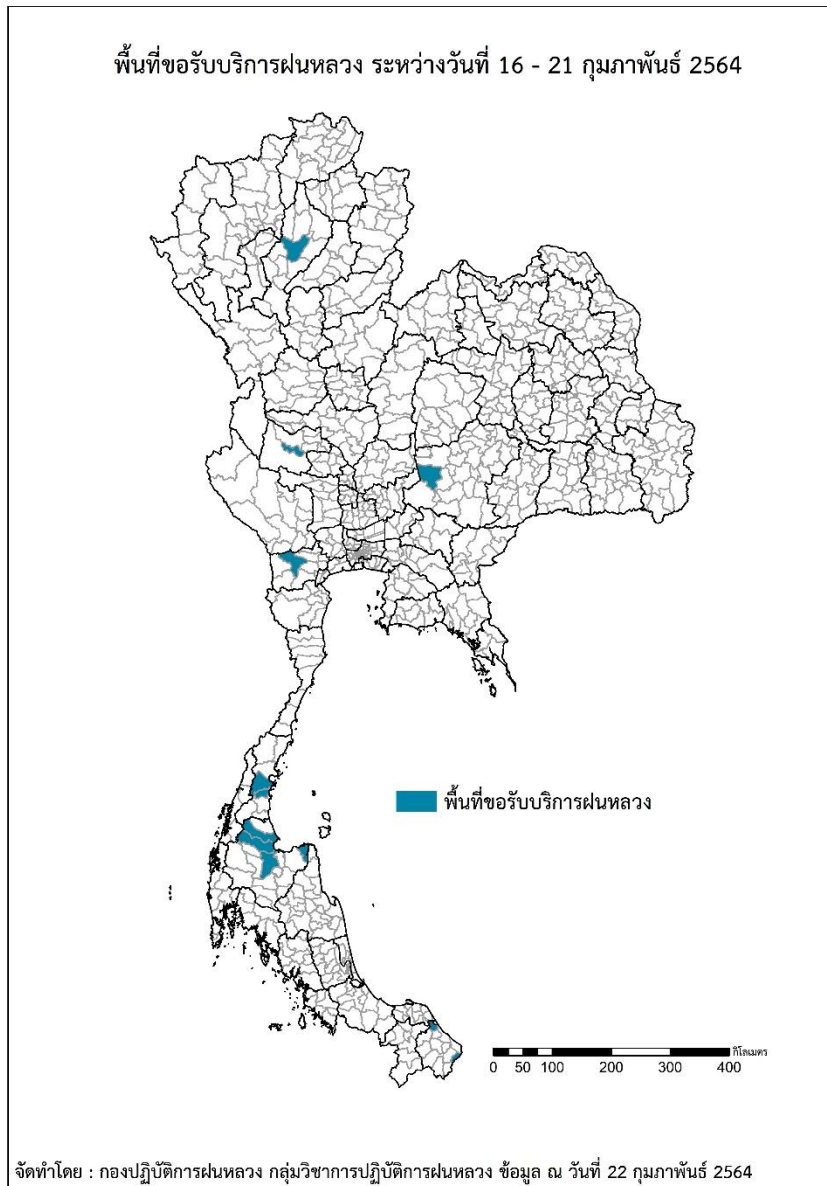 พื้นที่ขอรับบริการฝนหลวง ระหว่างวันที่ 16 - 21 กุมภาพันธ์ 2564
พื้นที่ขอรับบริการฝนหลวง
กิโลเมตร
0 50 100 200 300 400
จัดทำโดย : กองปฏิบัติการฝนหลวง กลุ่มวิชาการปฏิบัติการฝนหลวง ข้อมูล ณ วันที่ 22 กุมภาพันธ์ 2564